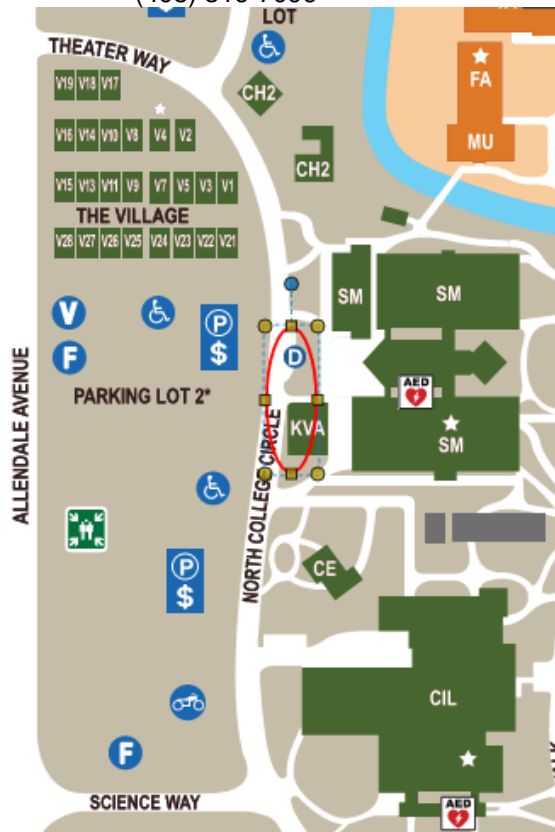 LOT
THEATER WAY
V19 V18 V17
CH2
FA
MU
V16 V14 V10 V8 V4 V2
CH2
V15 V13 V11 V9 V7 V5 V3 V1
THE VILLAGE
V28 V27 V26 V25 V24 V23 V22 V21
SM
SM
V
P
$
F
D
AED
PARKING LOT 2*
KVA
SM
ALLENDALE AVENUE
NORTH COLLEGE CIRCLE
P
$
CE
CIL
F
SCIENCE WAY
AED